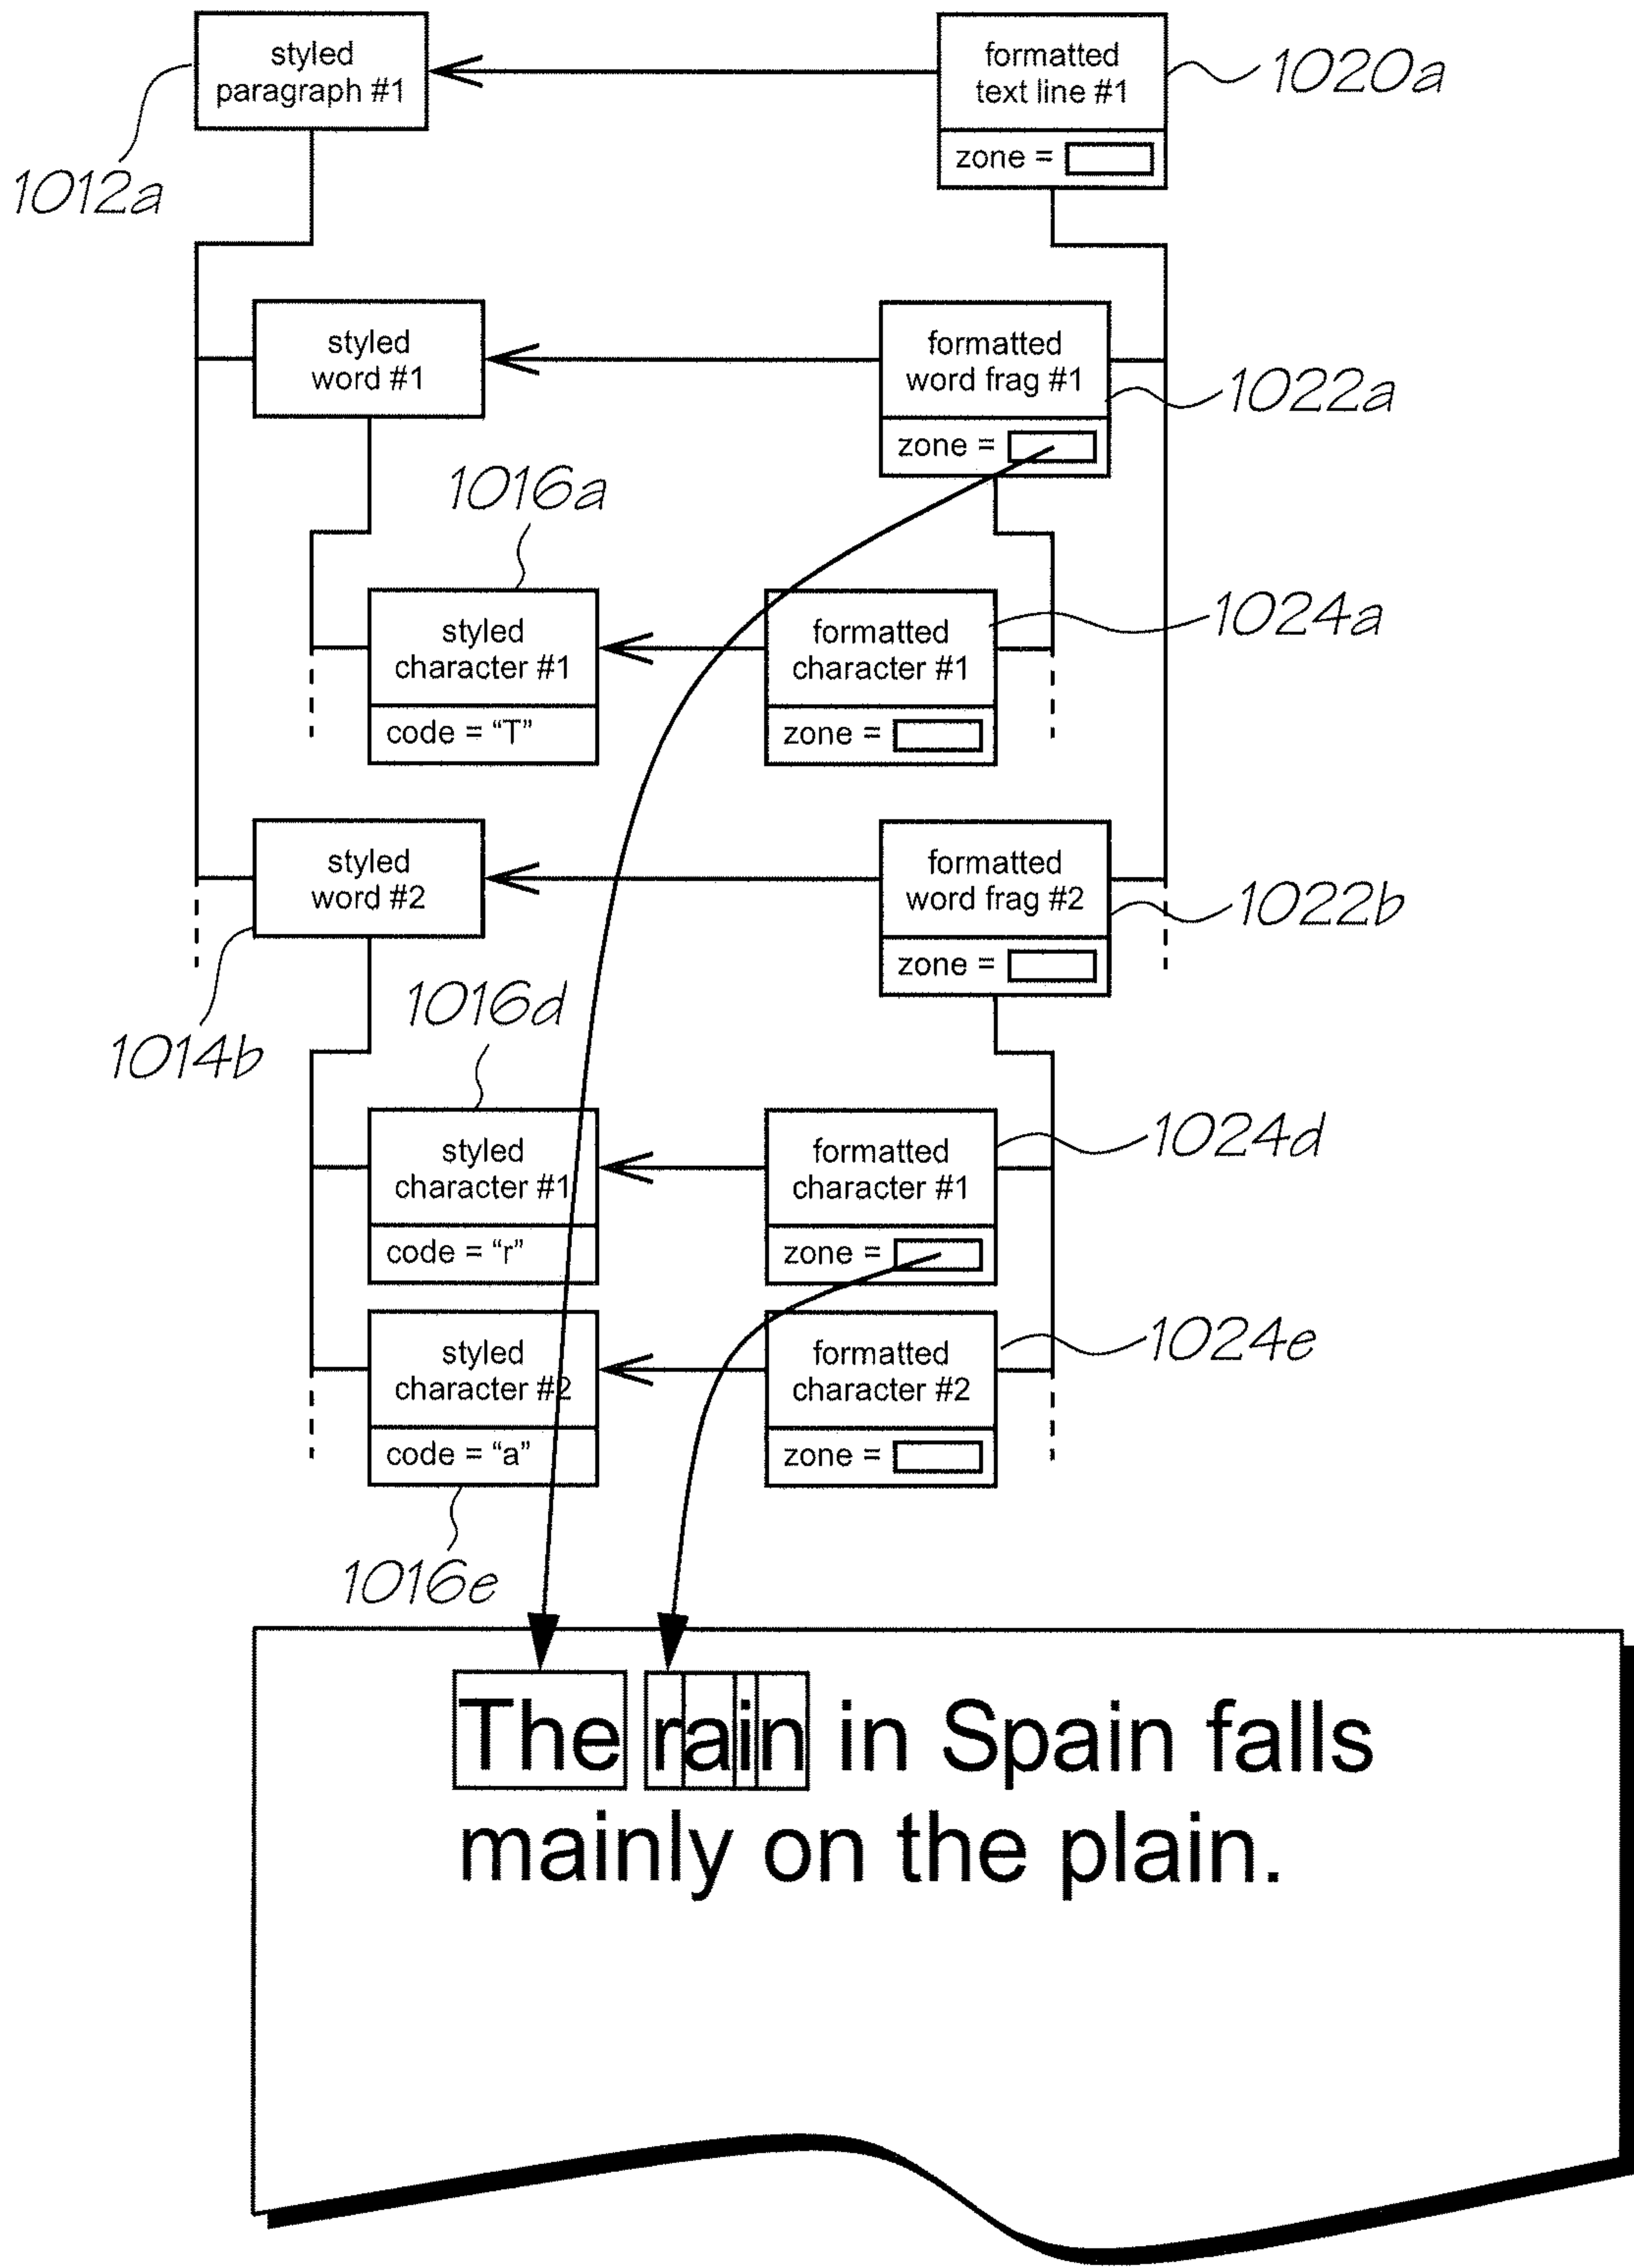 styled
paragraph #1
formatted
text line #1
zone =
1020a
1012a
styled
word #1
formatted
word frag #1
zone =
1022a
1016a
styled
character #1
code = “T”
formatted
character #1
zone =
1024a
styled
word #2
formatted
word frag #2
zone =
1022b
1014b
1016d
styled
character #1
code = “r”
formatted
character #1
zone =
1024d
styled
character #2
code = “a”
formatted
character #2
zone =
1024e
1016e
The rain in Spain falls
mainly on the plain.